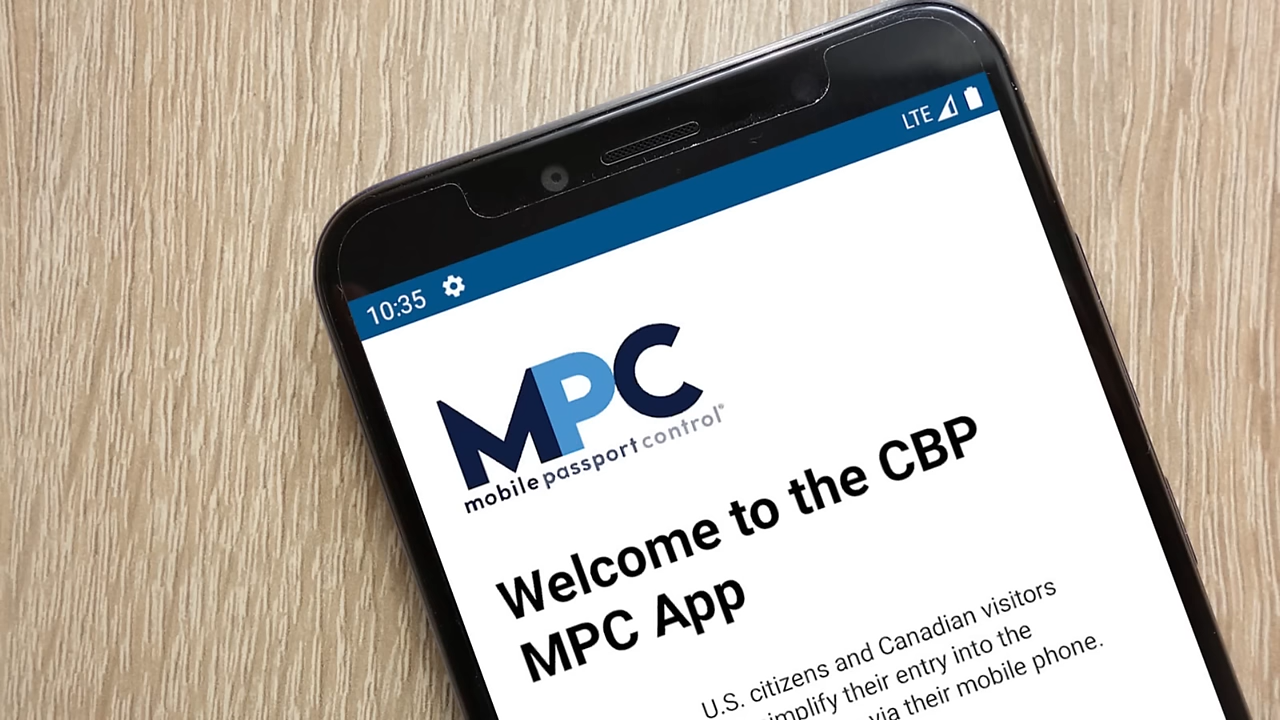 LTE
10:35
MPC
mobile passport control®
Welcome to the CBP
MPC App
U.S. citizens and Canadian visitors
their entry into the
via their mobile phone.